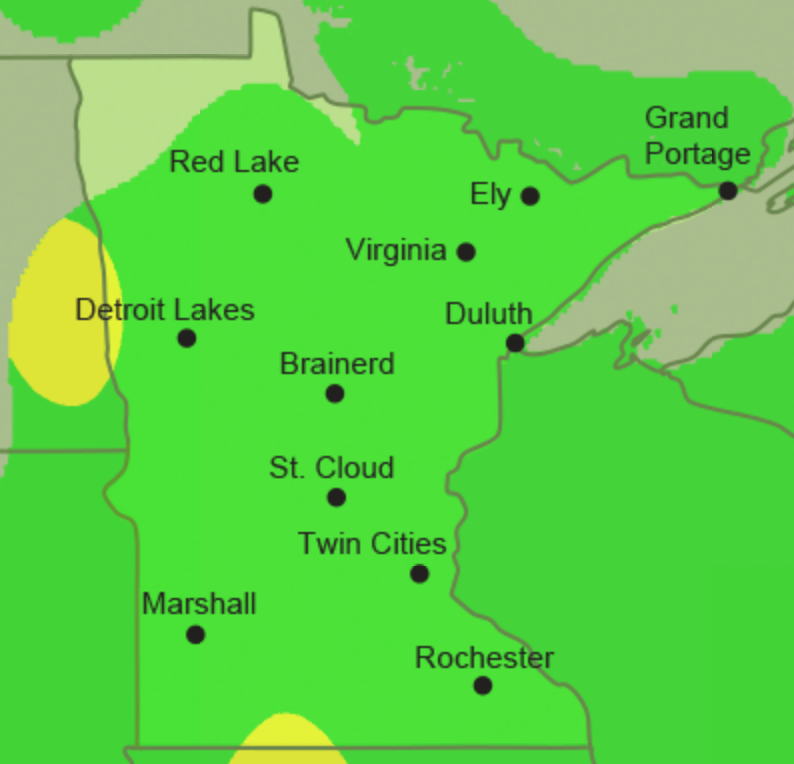 Grand
Portage
Red Lake
Ely
Virginia
Detroit Lakes
Duluth
Brainerd
St. Cloud
Twin Cities
Marshall
Rochester